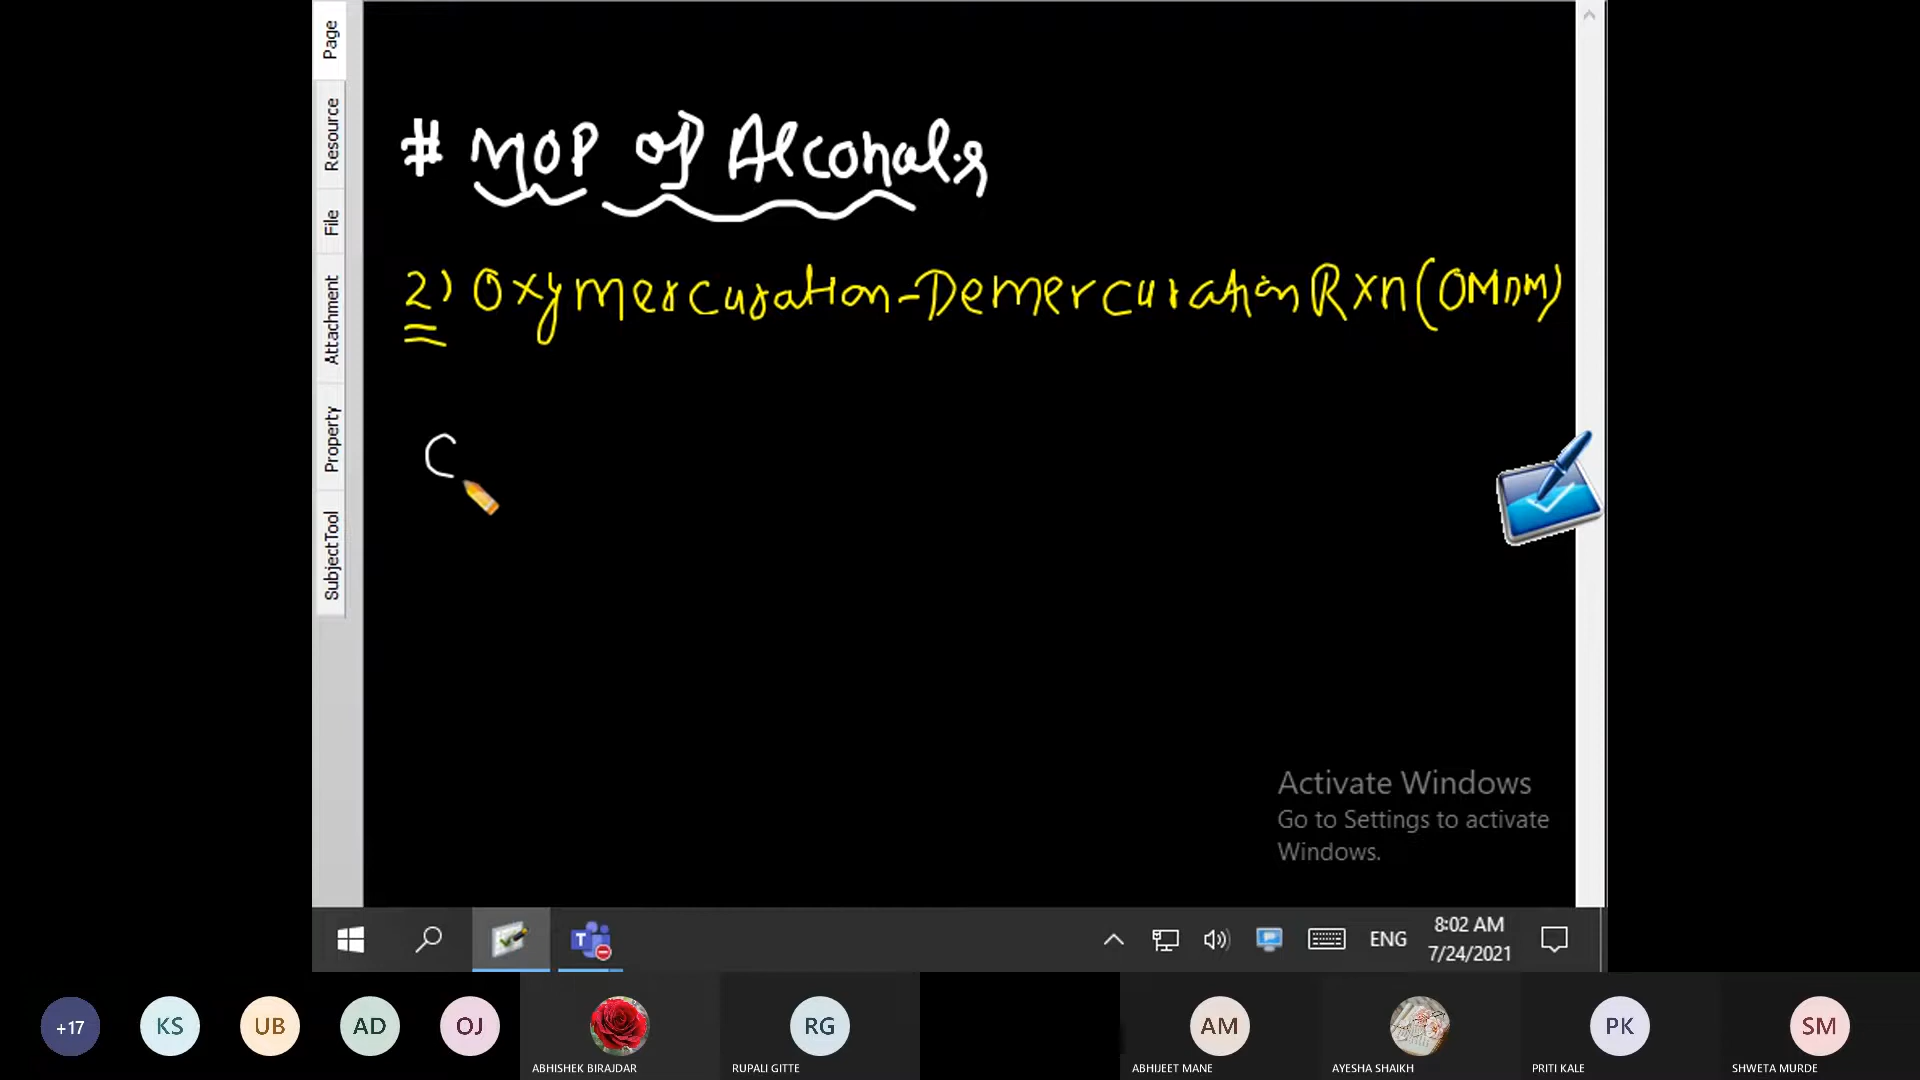 Page
Resource
File
Attachment
Property
SubjectTool
# MOP of Alcohols
2) Oxymercuration-Demercuration Rxn (OMDM)
C
Activate Windows
Go to Settings to activate
Windows.
ENG
8:02 AM
7/24/2021
T
+17
KS
UB
AD
OJ
ABHISHEK BIRAJDAR
RG
RUPALI GITTE
AM
ABHIJEET MANE
AYESHA SHAIKH
PK
PRITI KALE
SM
SHWETA MURDE